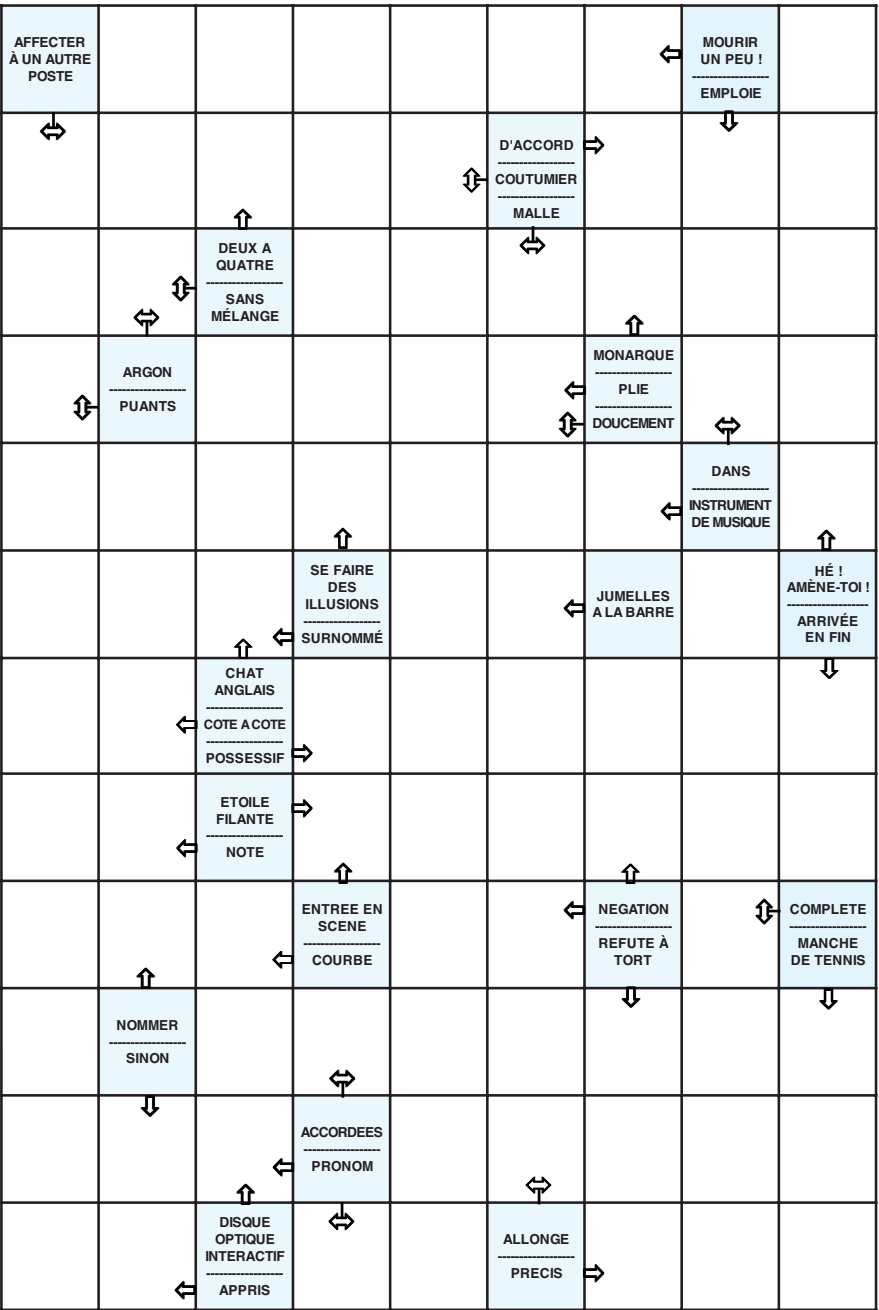 AFFECTER
À UN AUTRE
POSTE
MOURIR
UN PEU !
EMPLOIE
D'ACCORD
COUTUMIER
MALLE
DEUX A
QUATRE
SANS
MÉLANGE
ARGON
PUANTS
MONARQUE
PLIE
DOUCEMENT
DANS
INSTRUMENT
DE MUSIQUE
SE FAIRE
DES
ILLUSIONS
SURNOMMÉ
JUMELLES
A LA BARRE
HÉ !
AMÈNE-TOI !
ARRIVÉE
EN FIN
CHAT
ANGLAIS
COTE A COTE
POSSESSIF
ETOILE
FILANTE
NOTE
ENTREE EN
SCENE
COURBE
NEGATION
REFUTE À
TORT
COMPLETE
MANCHE
DE TENNIS
NOMMER
SINON
ACCORDEES
PRONOM
DISQUE
OPTIQUE
INTERACTIF
APPRIS
ALLONGE
PRECIS